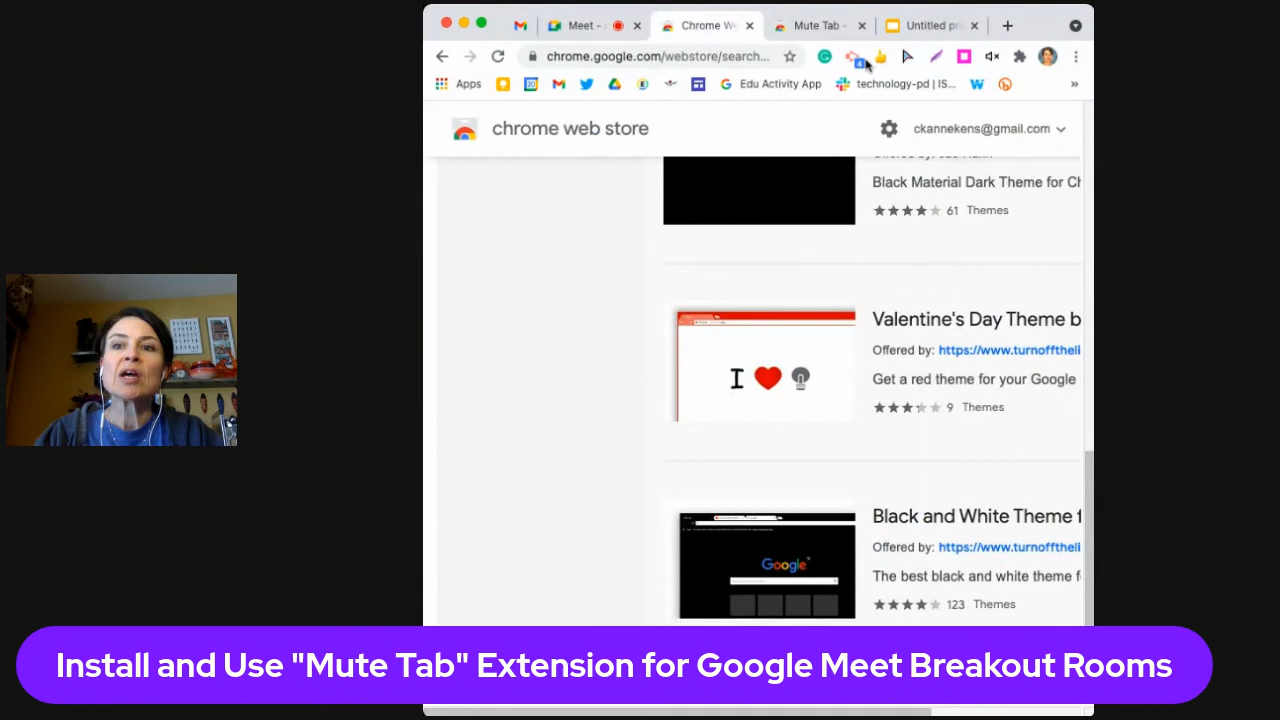 Meet -
Chrome We
Mute Tab -
Untitled pr
chrome.google.com/webstore/search...
4
Apps
Edu Activity App
technology-pd | IS...
»
chrome web store
ckannekens@gmail.com
Black Material Dark Theme for Ch
61 Themes
Valentine's Day Theme b
Offered by: https://www.turnofftheli
Get a red theme for your Google
9 Themes
I
Black and White Theme f
Offered by: https://www.turnofftheli
The best black and white theme fo
123 Themes
Google
Install and Use "Mute Tab" Extension for Google Meet Breakout Rooms